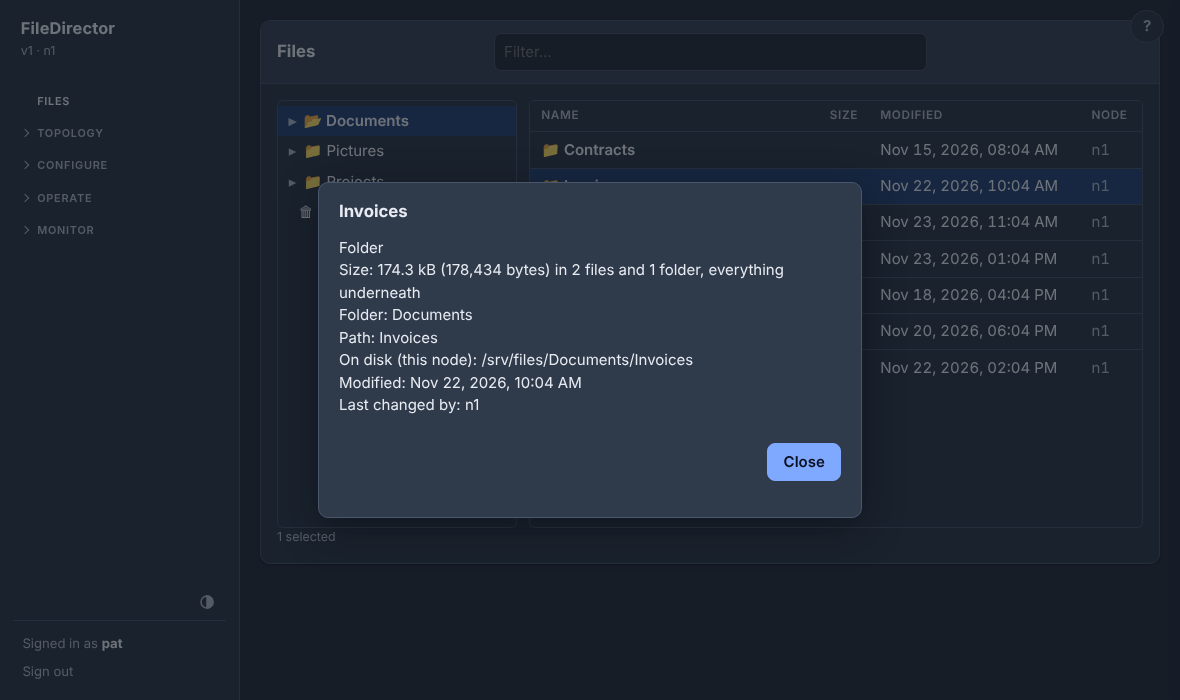 FileDirector
v1 · n1
FILES
TOPOLOGY
CONFIGURE
OPERATE
MONITOR
Signed in as pat
Sign out
Files
Filter...
?
Documents
Pictures
Projects
NAME SIZE MODIFIED NODE
Contracts Nov 15, 2026, 08:04 AM n1
Nov 22, 2026, 10:04 AM n1
Nov 23, 2026, 11:04 AM n1
Nov 23, 2026, 01:04 PM n1
Nov 18, 2026, 04:04 PM n1
Nov 20, 2026, 06:04 PM n1
Nov 22, 2026, 02:04 PM n1
Invoices
Folder
Size: 174.3 kB (178,434 bytes) in 2 files and 1 folder, everything
underneath
Folder: Documents
Path: Invoices
On disk (this node): /srv/files/Documents/Invoices
Modified: Nov 22, 2026, 10:04 AM
Last changed by: n1
Close
1 selected